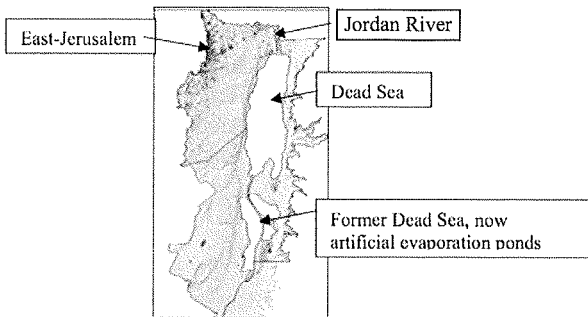 East-Jerusalem
Jordan River
Dead Sea
Former Dead Sea, now
artificial evaporation ponds